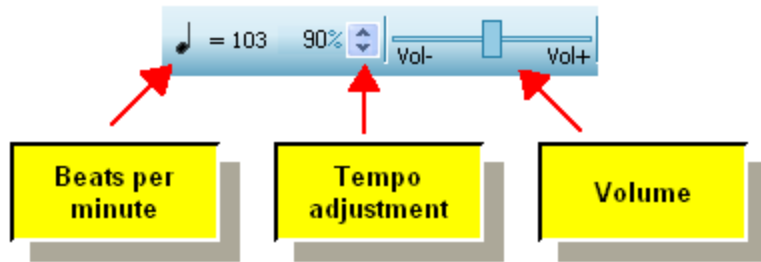 = 103 90%
Vol- Vol+
Beats per
minute
Tempo
adjustment
Volume